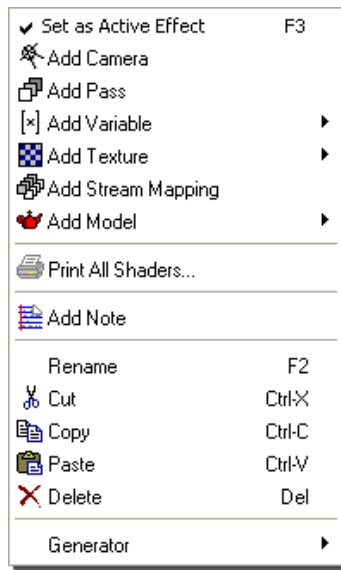 Set as Active Effect F3
Add Camera
Add Pass
Add Variable
Add Texture
Add Stream Mapping
Add Model
Print All Shaders...
Add Note
Rename F2
Cut Ctrl-X
Copy Ctrl-C
Paste Ctrl-V
Delete Del
Generator